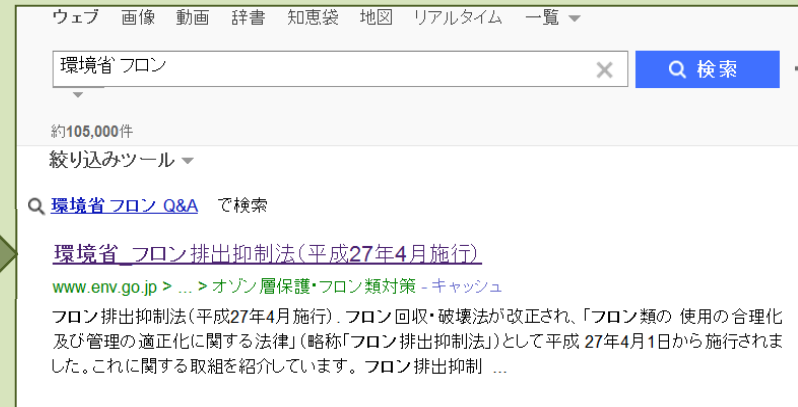 ウェブ 画像 動画 辞書 知恵袋 地図 リアルタイム 一覧
環境省 フロン 検索
約105,000件
絞り込みツール
環境省 フロン Q&A で検索
環境省_フロン排出抑制法(平成27年4月施行)
www.env.go.jp > ... > オゾン層保護・フロン類対策 - キャッシュ
フロン排出抑制法(平成27年4月施行). フロン回収・破壊法が改正され、「フロン類の 使用の合理化
及び管理の適正化に関する法律」(略称「フロン排出抑制法」)として平成 27年4月1日から施行されま
した。これに関する取組を紹介しています。 フロン排出抑制 ...